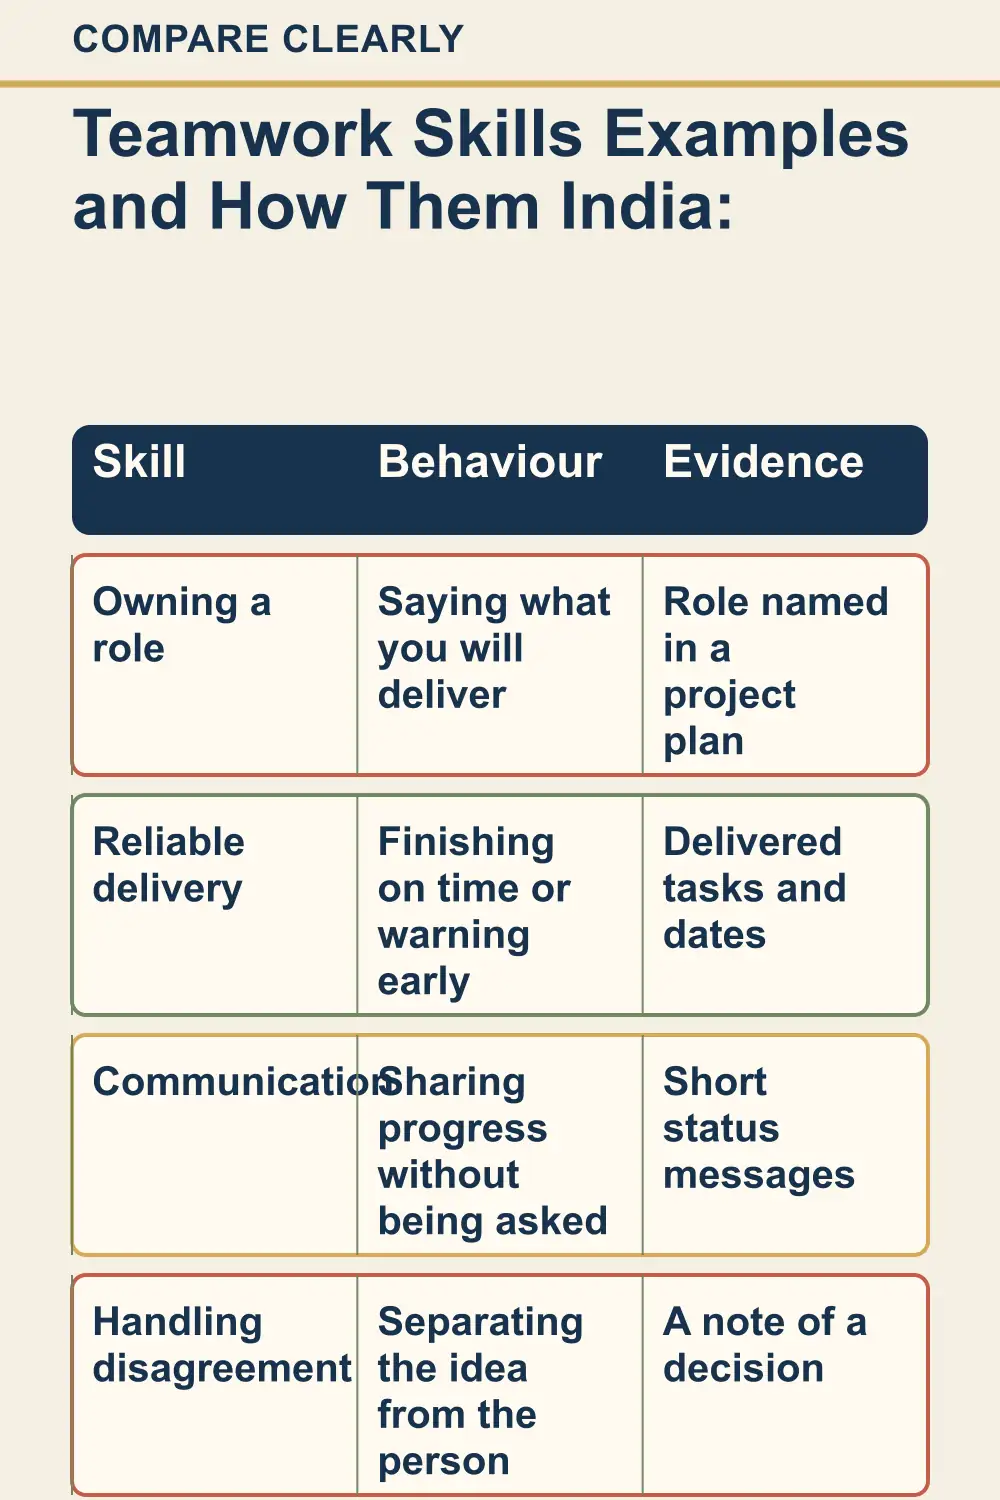 COMPARE CLEARLY
Teamwork Skills Examples
and How Them India:
Skill
Behaviour
Evidence
Owning a
role
Saying what
you will
deliver
Role named
in a
project
plan
Reliable
delivery
Finishing
on time or
warning
early
Delivered
tasks and
dates
Communication
Sharing
progress
without
being asked
Short
status
messages
Handling
disagreement
Separating
the idea
from the
person
A note of a
decision